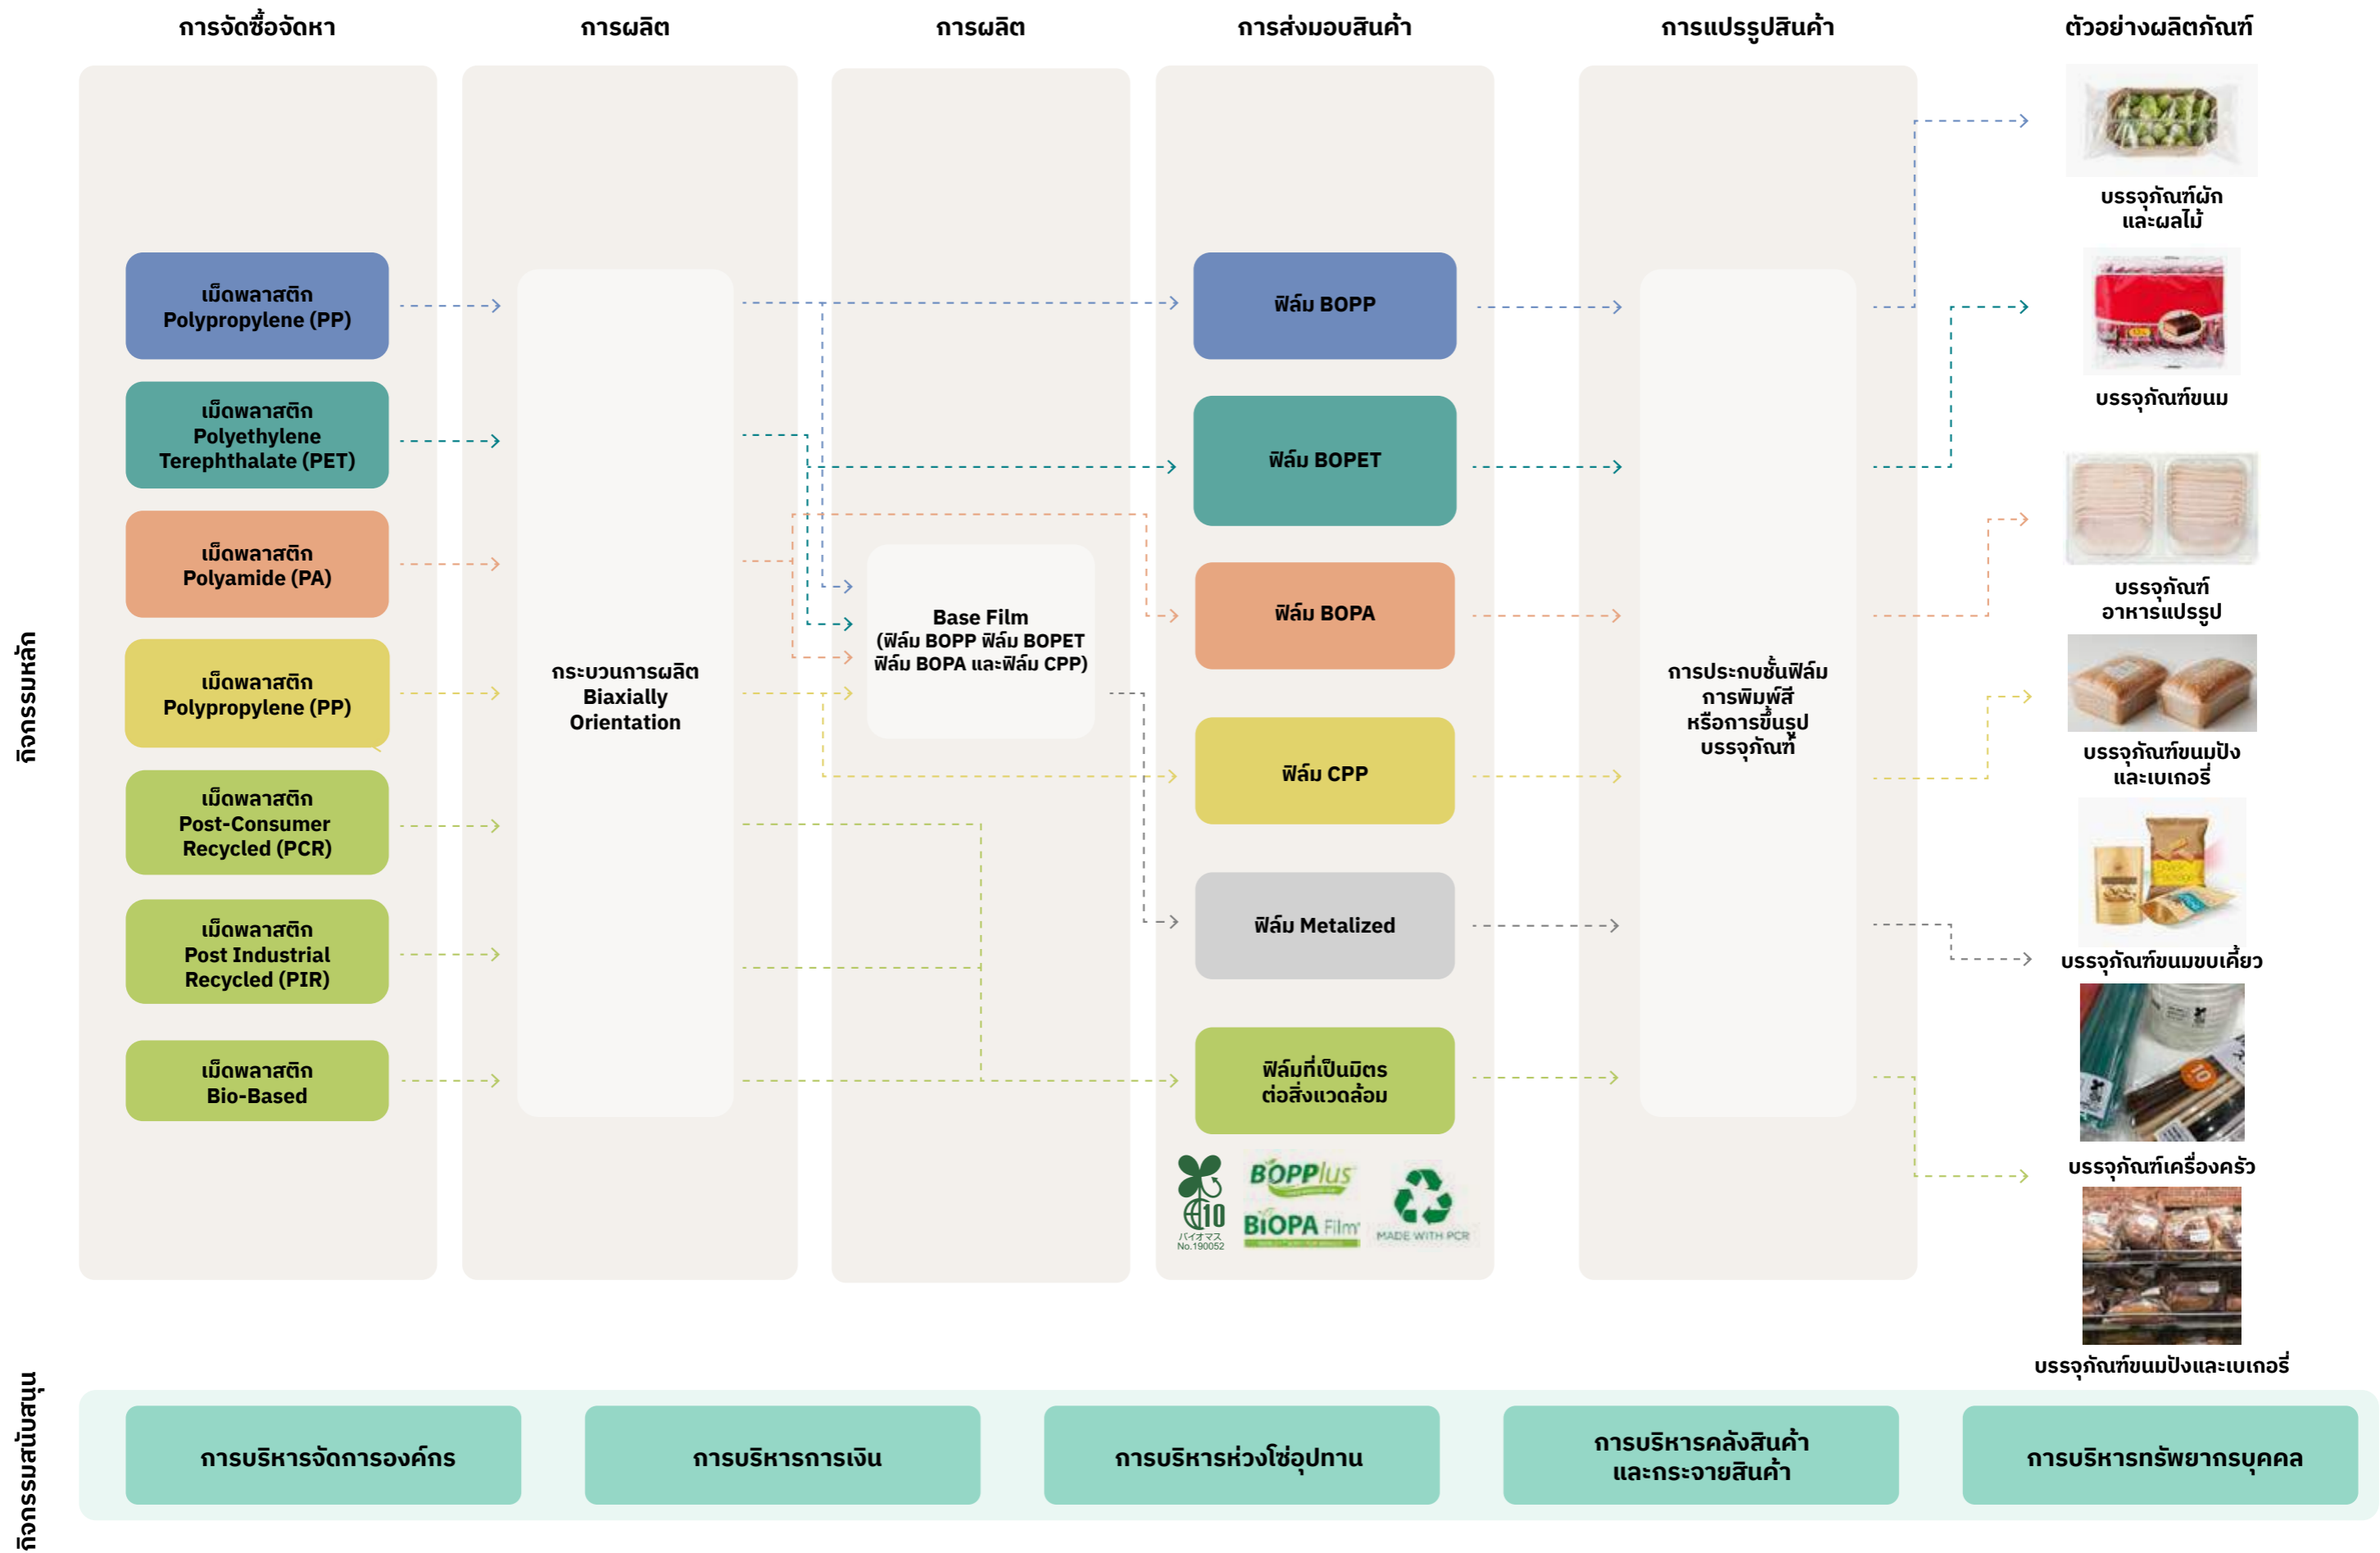 การจัดซื้อจัดหา
การผลิต
การผลิต
การส่งมอบสินค้า
การแปรรูปสินค้า
ตัวอย่างผลิตภัณฑ์
กิจกรรมหลัก
เม็ดพลาสติก
Polypropylene (PP)
เม็ดพลาสติก
Polyethylene
Terephthalate (PET)
เม็ดพลาสติก
Polyamide (PA)
เม็ดพลาสติก
Polypropylene (PP)
เม็ดพลาสติก
Post-Consumer
Recycled (PCR)
เม็ดพลาสติก
Post Industrial
Recycled (PIR)
เม็ดพลาสติก
Bio-Based
กระบวนการผลิต
Biaxially
Orientation
Base Film
(ฟิล์ม BOPP ฟิล์ม BOPET
ฟิล์ม BOPA และฟิล์ม CPP)
ฟิล์ม BOPP
ฟิล์ม BOPET
ฟิล์ม BOPA
ฟิล์ม CPP
ฟิล์ม Metalized
ฟิล์มที่เป็นมิตร
ต่อสิ่งแวดล้อม
10
バイオマス
No.190052
BOPPlus
BiOPA Film
MADE WITH PCR
การประกบชั้นฟิล์ม
การพิมพ์สี
หรือการขึ้นรูป
บรรจุภัณฑ์
บรรจุภัณฑ์ผัก
และผลไม้
บรรจุภัณฑ์ขนม
บรรจุภัณฑ์
อาหารแปรรูป
บรรจุภัณฑ์ขนมปัง
และเบเกอรี่
บรรจุภัณฑ์ขนมขบเคี้ยว
10
บรรจุภัณฑ์เครื่องครัว
บรรจุภัณฑ์ขนมปังและเบเกอรี่
กิจกรรมสนับสนุน
การบริหารจัดการองค์กร
การบริหารการเงิน
การบริหารห่วงโซ่อุปทาน
การบริหารคลังสินค้า
และกระจายสินค้า
การบริหารทรัพยากรบุคคล